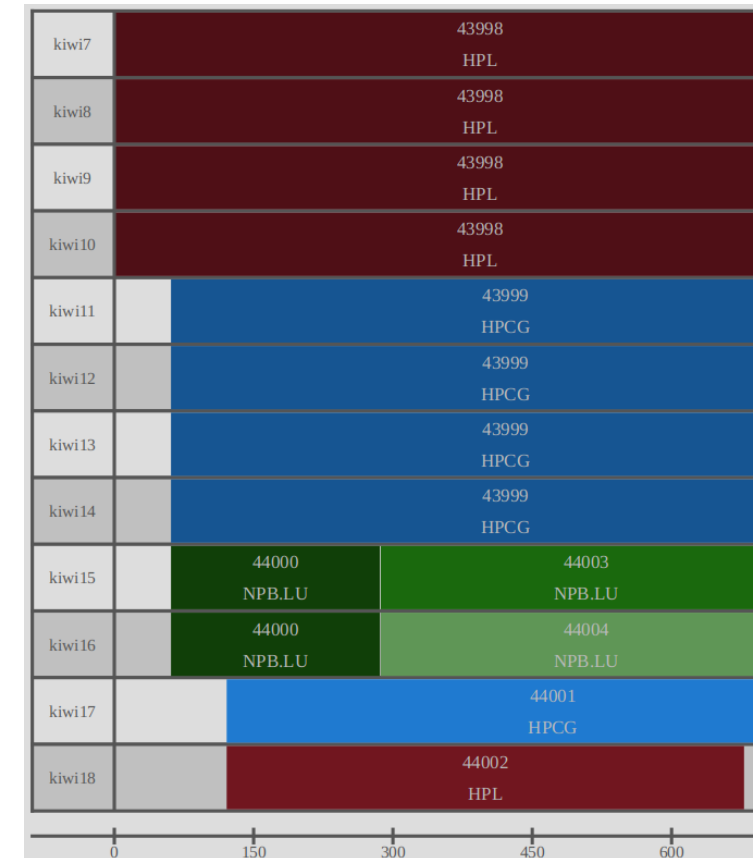 kiwi7
43998
HPL
kiwi8
43998
HPL
kiwi9
43998
HPL
kiwi10
43998
HPL
kiwi11
43999
HPCG
kiwi12
43999
HPCG
kiwi13
43999
HPCG
kiwi14
43999
HPCG
kiwi15
44000
44003
NPB.LU
NPB.LU
kiwi16
44000
44004
NPB.LU
NPB.LU
kiwi17
44001
HPCG
kiwi18
44002
HPL
0 150 300 450 600